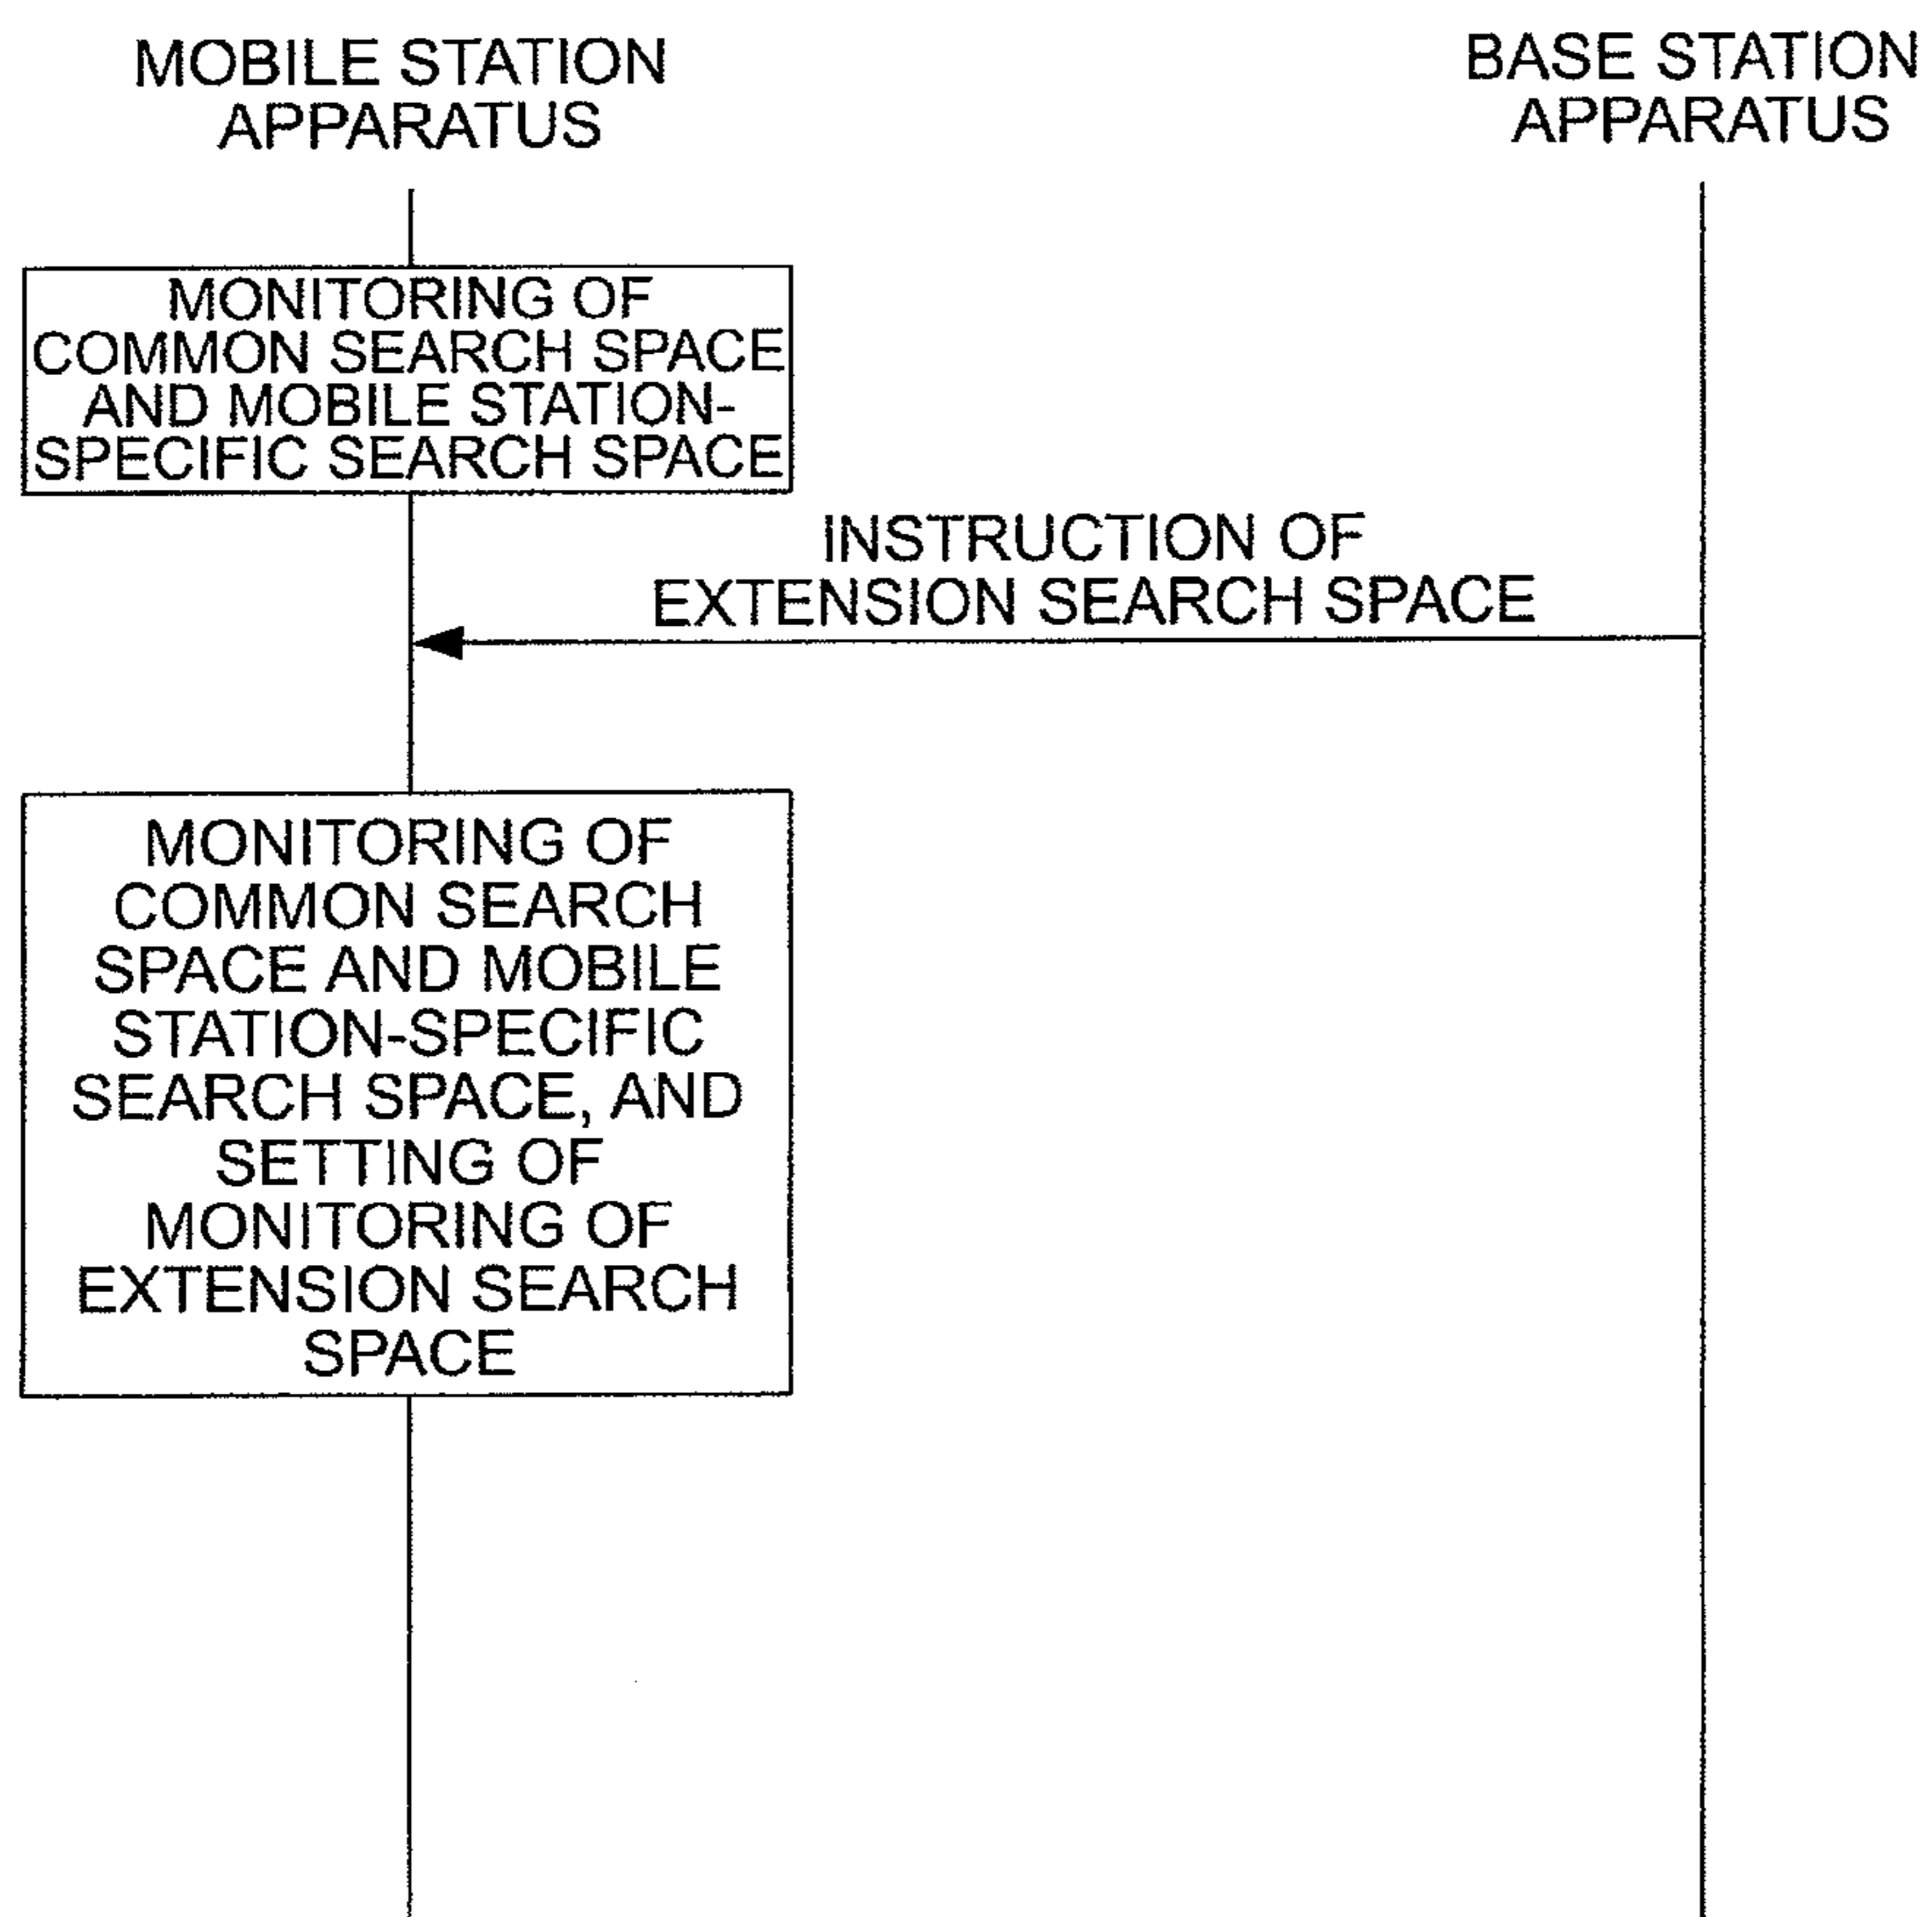 MOBILE STATION
APPARATUS
BASE STATION
APPARATUS
MONITORING OF
COMMON SEARCH SPACE
AND MOBILE STATION-
SPECIFIC SEARCH SPACE
INSTRUCTION OF
EXTENSION SEARCH SPACE
MONITORING OF
COMMON SEARCH
SPACE AND MOBILE
STATION-SPECIFIC
SEARCH SPACE, AND
SETTING OF
MONITORING OF
EXTENSION SEARCH
SPACE